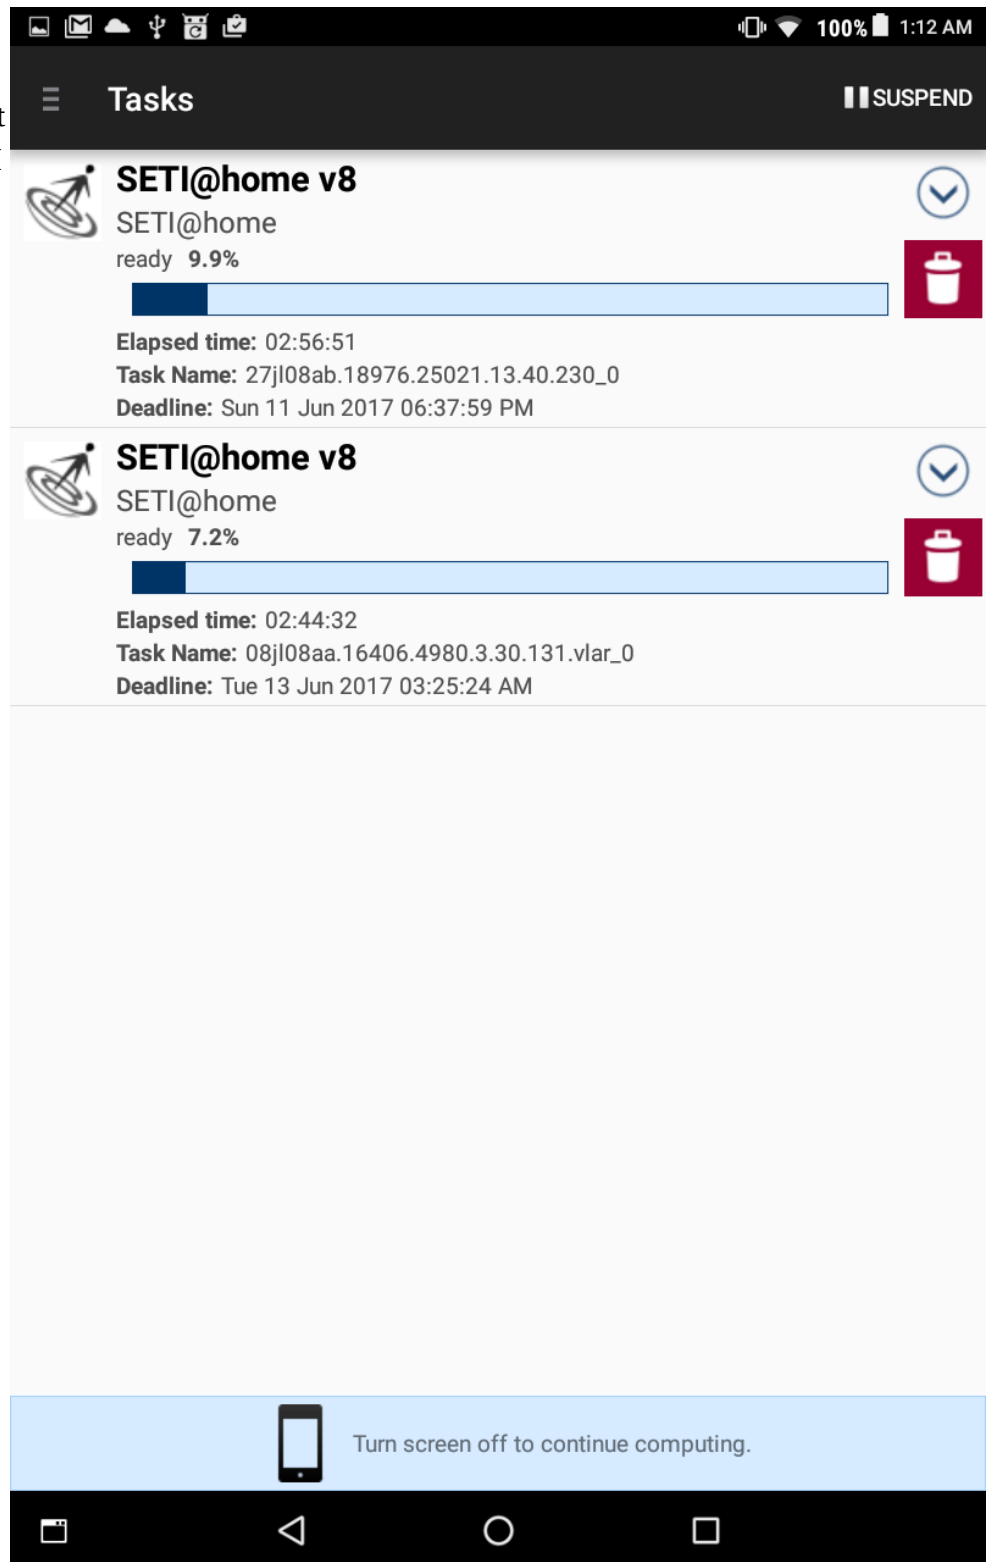 100% 1:12 AM
Tasks
SUSPEND
t
SETI@home v8
SETI@home
ready 9.9%
Elapsed time: 02:56:51
Task Name: 27jl08ab.18976.25021.13.40.230_0
Deadline: Sun 11 Jun 2017 06:37:59 PM
SETI@home v8
SETI@home
ready 7.2%
Elapsed time: 02:44:32
Task Name: 08jl08aa.16406.4980.3.30.131.vlar_0
Deadline: Tue 13 Jun 2017 03:25:24 AM
Turn screen off to continue computing.